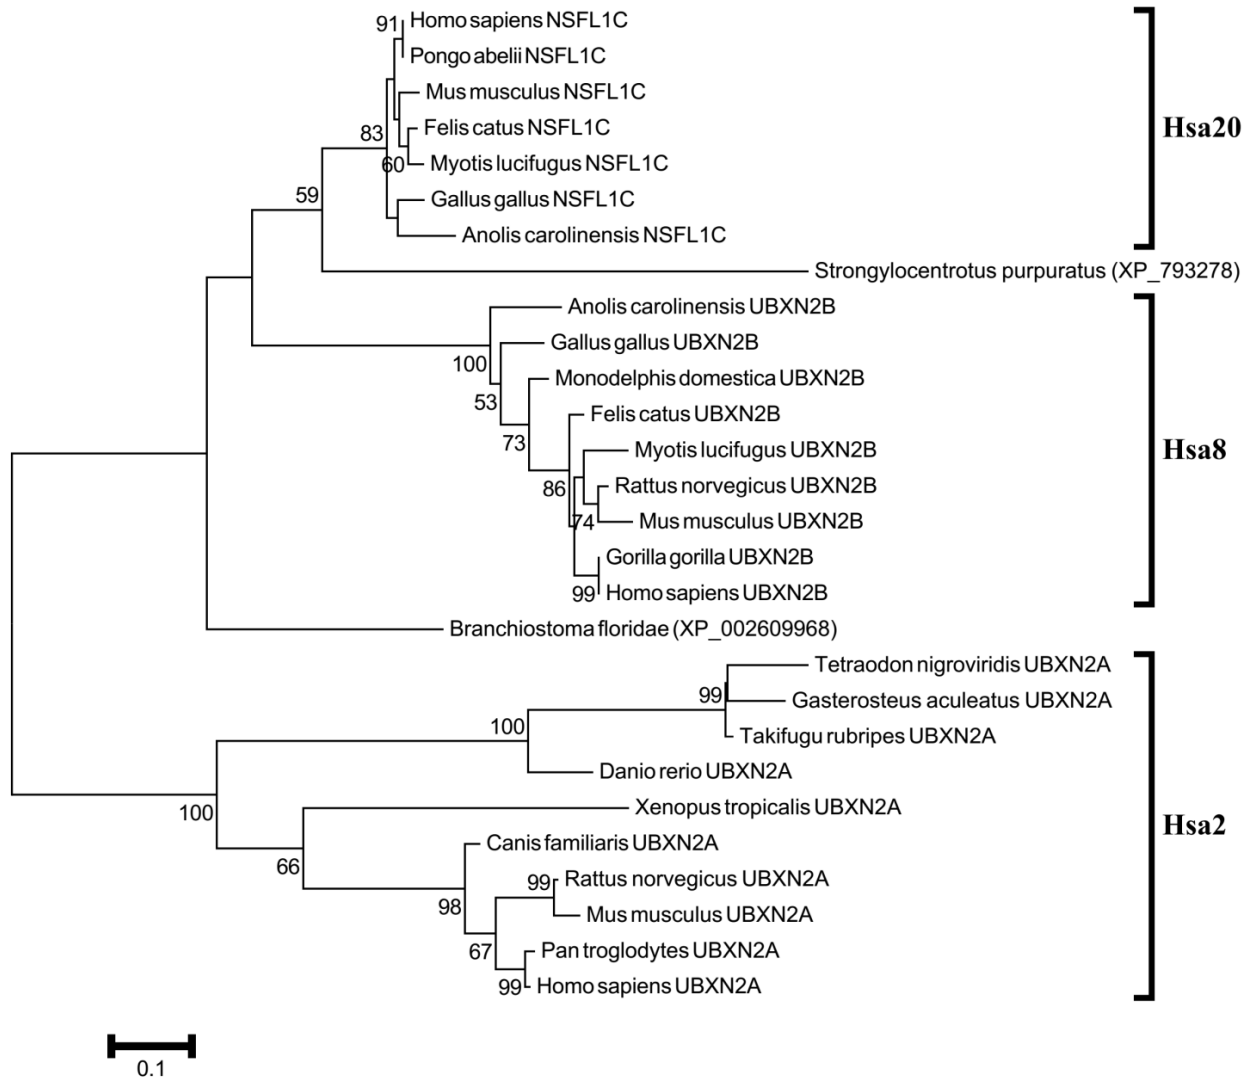 91
Homo sapiens NSFL1C
Pongo abelii NSFL1C
Mus musculus NSFL1C
Felis catus NSFL1C
83
60
Myotis lucifugus NSFL1C
Gallus gallus NSFL1C
59
Anolis carolinensis NSFL1C
Hsa20
Strongylocentrotus purpuratus (XP_793278)
Anolis carolinensis UBXN2B
Gallus gallus UBXN2B
100
Monodelphis domestica UBXN2B
53
Felis catus UBXN2B
73
Myotis lucifugus UBXN2B
Hsa8
86
Rattus norvegicus UBXN2B
74
Mus musculus UBXN2B
Gorilla gorilla UBXN2B
99
Homo sapiens UBXN2B
Branchiostoma floridae (XP_002609968)
Tetraodon nigroviridis UBXN2A
99
Gasterosteus aculeatus UBXN2A
100
Takifugu rubripes UBXN2A
Danio rerio UBXN2A
100
Xenopus tropicalis UBXN2A
Hsa2
Canis familiaris UBXN2A
66
99
Rattus norvegicus UBXN2A
98
Mus musculus UBXN2A
67
Pan troglodytes UBXN2A
99
Homo sapiens UBXN2A
0.1